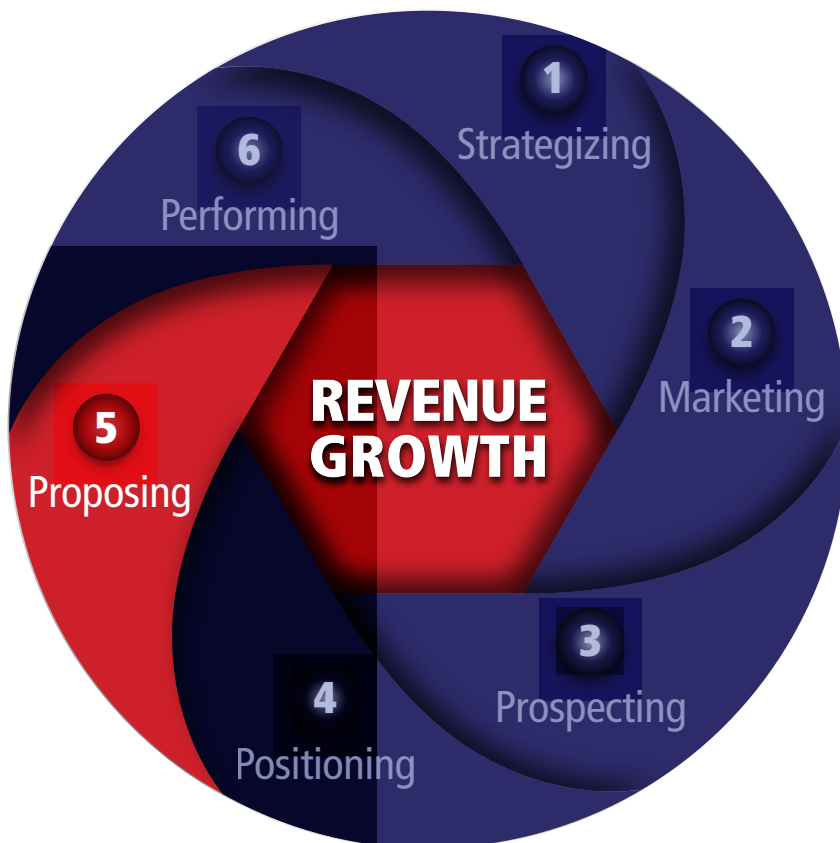 1
Strategizing
2
Marketing
3
Prospecting
4
Positioning
5
Proposing
6
Performing
REVENUE
GROWTH